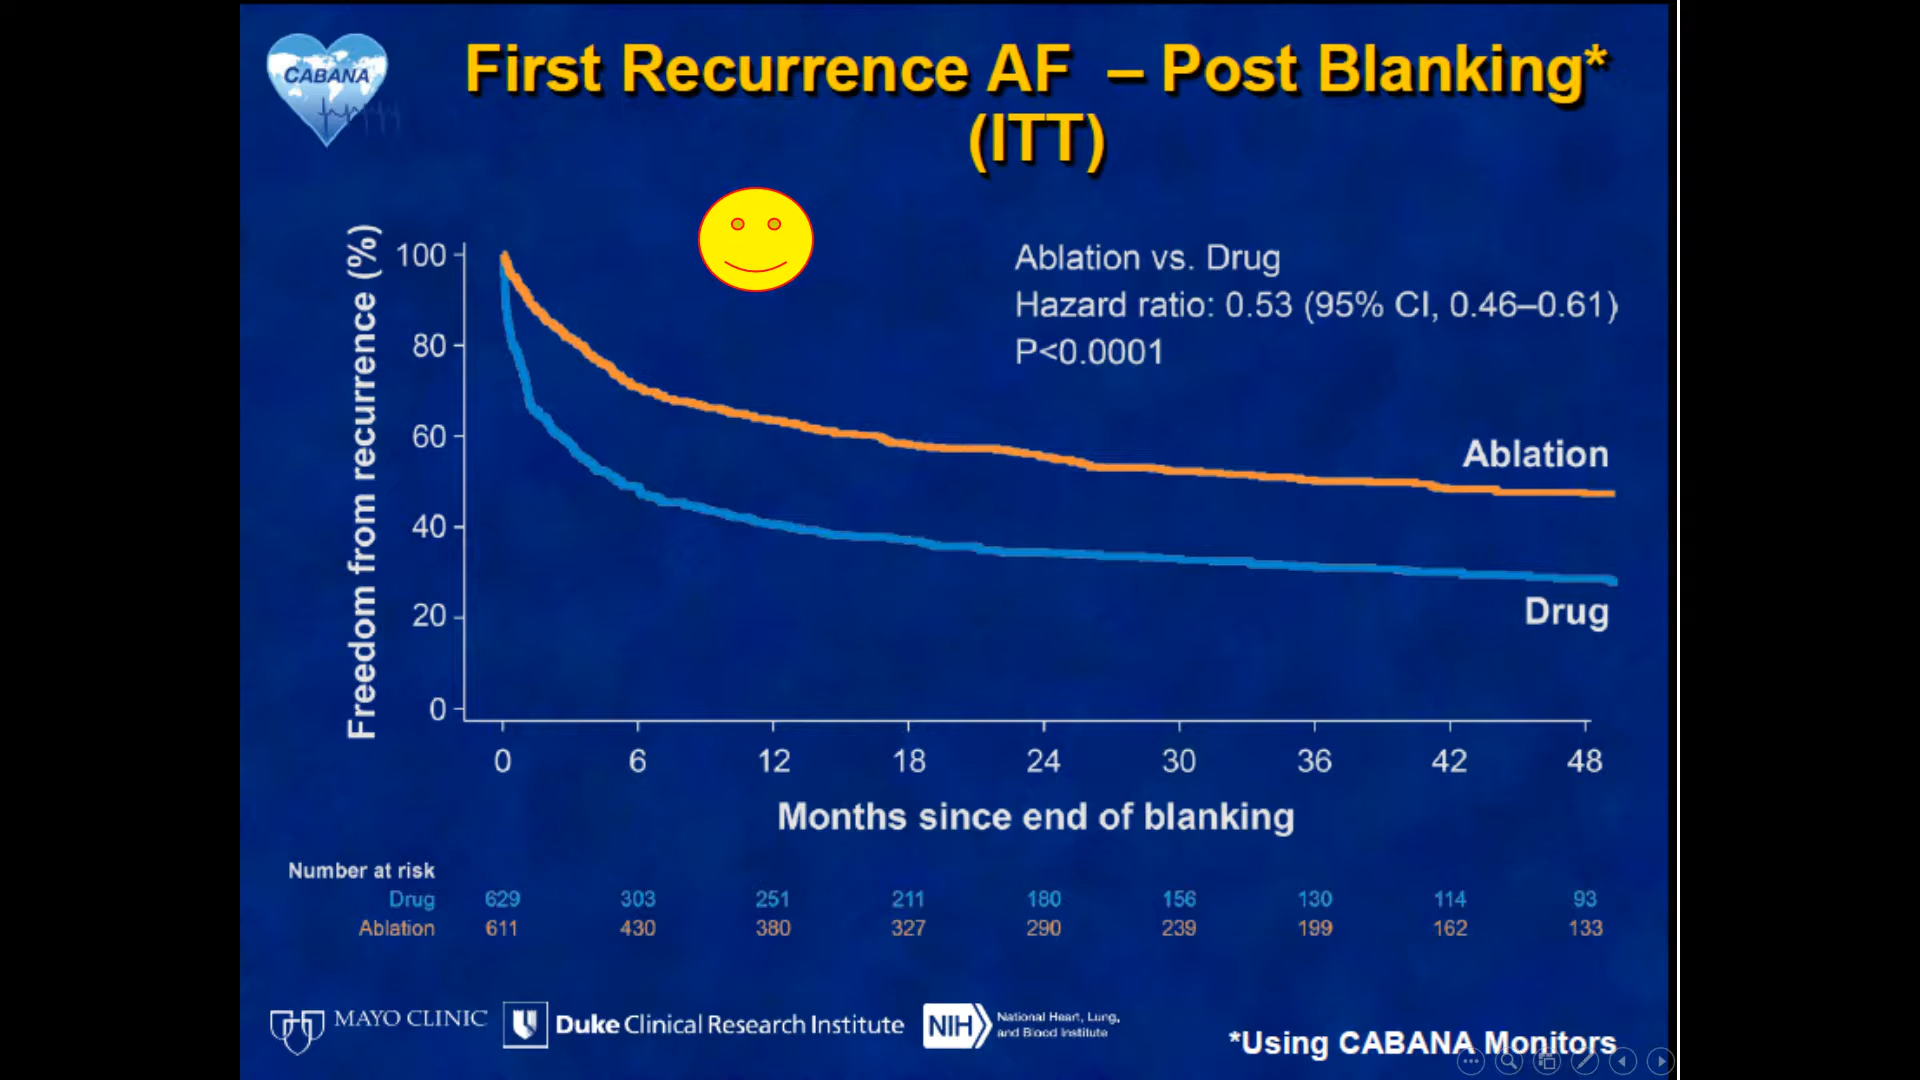 CABANA
First Recurrence AF – Post Blanking*
(ITT)
Freedom from recurrence (%)
100
80
60
40
20
0
Ablation vs. Drug
Hazard ratio: 0.53 (95% CI, 0.46–0.61)
P<0.0001
Ablation
Drug
0 6 12 18 24 30 36 42 48
Months since end of blanking
Number at risk
Drug 629 303 251 211 180 156 130 114 93
Ablation 611 430 380 327 290 239 199 162 133
MAYO CLINIC
Duke Clinical Research Institute
NIH
National Heart, Lung,
and Blood Institute
*Using CABANA Monitors